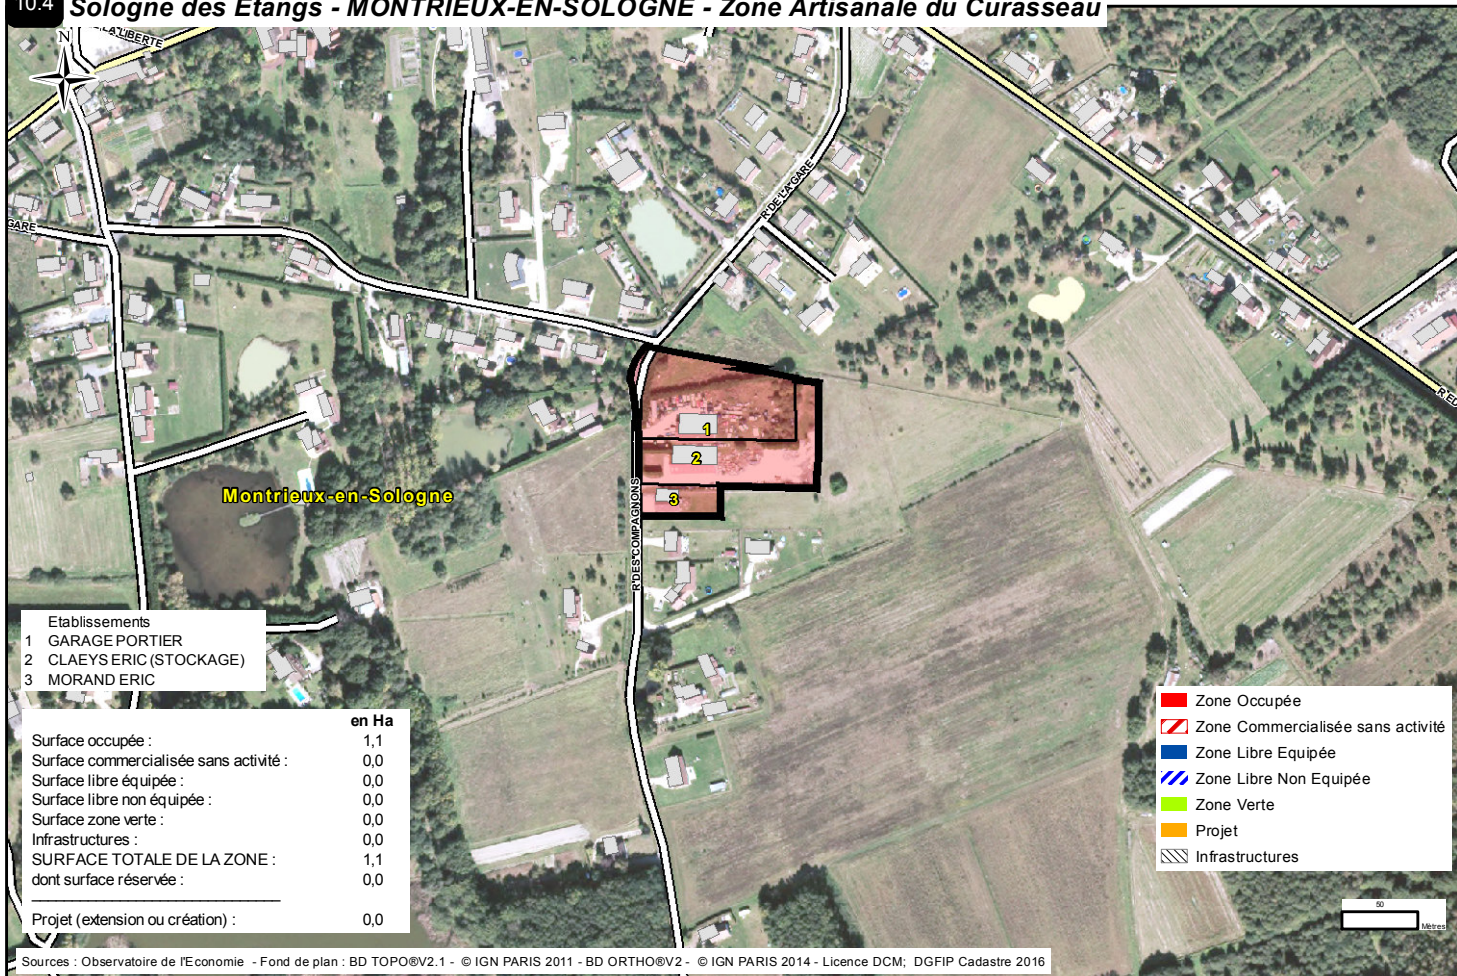 10.4 Sologne des Etangs - MONTRIEUX-EN-SOLOGNE - Zone Artisanale du Curasseau
LA LIBERTE
N
GARE
R DE LA GARE
1
2
3
R DES COMPAGNONS
Montrieux-en-Sologne
Etablissements
1 GARAGE PORTIER
2 CLAEYS ERIC (STOCKAGE)
3 MORAND ERIC
en Ha
Surface occupée : 1,1
Surface commercialisée sans activité : 0,0
Surface libre équipée : 0,0
Surface libre non équipée : 0,0
Surface zone verte : 0,0
Infrastructures : 0,0
SURFACE TOTALE DE LA ZONE : 1,1
dont surface réservée : 0,0
Projet (extension ou création) : 0,0
Zone Occupée
Zone Commercialisée sans activité
Zone Libre Equipée
Zone Libre Non Equipée
Zone Verte
Projet
Infrastructures
50
Mètres
Sources : Observatoire de l'Economie - Fond de plan : BD TOPO®V2.1 - © IGN PARIS 2011 - BD ORTHO®V2 - © IGN PARIS 2014 - Licence DCM; DGFIP Cadastre 2016